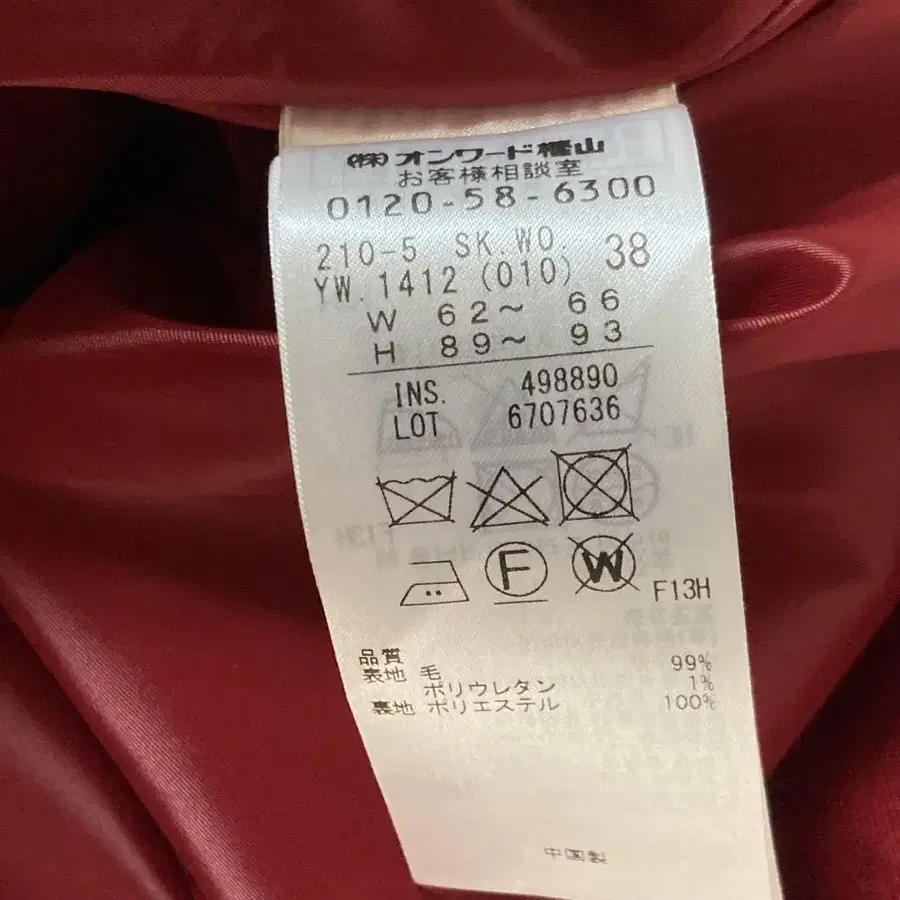 (株)オンワード樫山
お客様相談室
0120-58-6300
210-5 SK.WO. 38
YW.1412 (010)
W 62～ 66
H 89～ 93
INS. 498890
LOT 6707636
F W F13H
品質
表地 毛 99%
ポリウレタン 1%
裏地 ポリエステル 100%
中国製